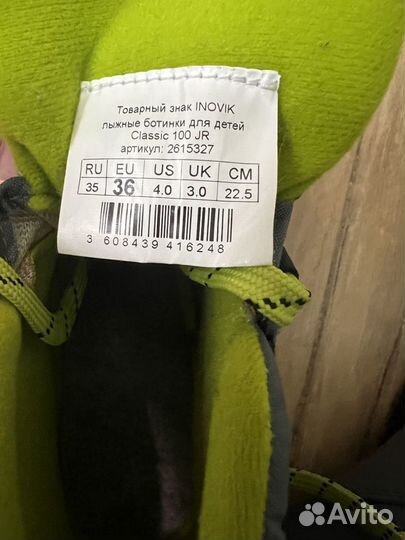 Товарный знак INOVIK
лыжные ботинки для детей
Classic 100 JR
артикул: 2615327
RU EU US UK CM
35 36 4.0 3.0 22.5
3 608439 416248
Avito